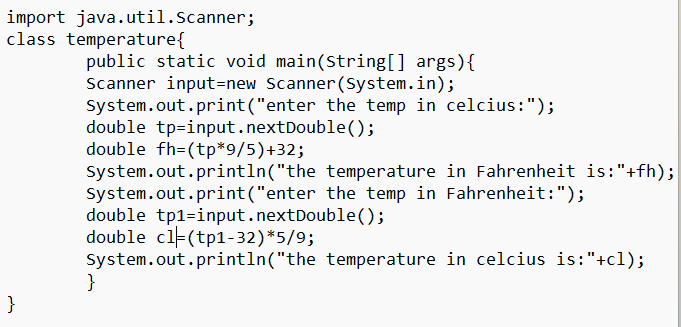 import java.util.Scanner;
class temperature{
        public static void main(String[] args){
        Scanner input=new Scanner(System.in);
        System.out.print("enter the temp in celcius:");
        double tp=input.nextDouble();
        double fh=(tp*9/5)+32;
        System.out.println("the temperature in Fahrenheit is:"+fh);
        System.out.print("enter the temp in Fahrenheit:");
        double tp1=input.nextDouble();
        double cl=(tp1-32)*5/9;
        System.out.println("the temperature in celcius is:"+cl);
        }
}